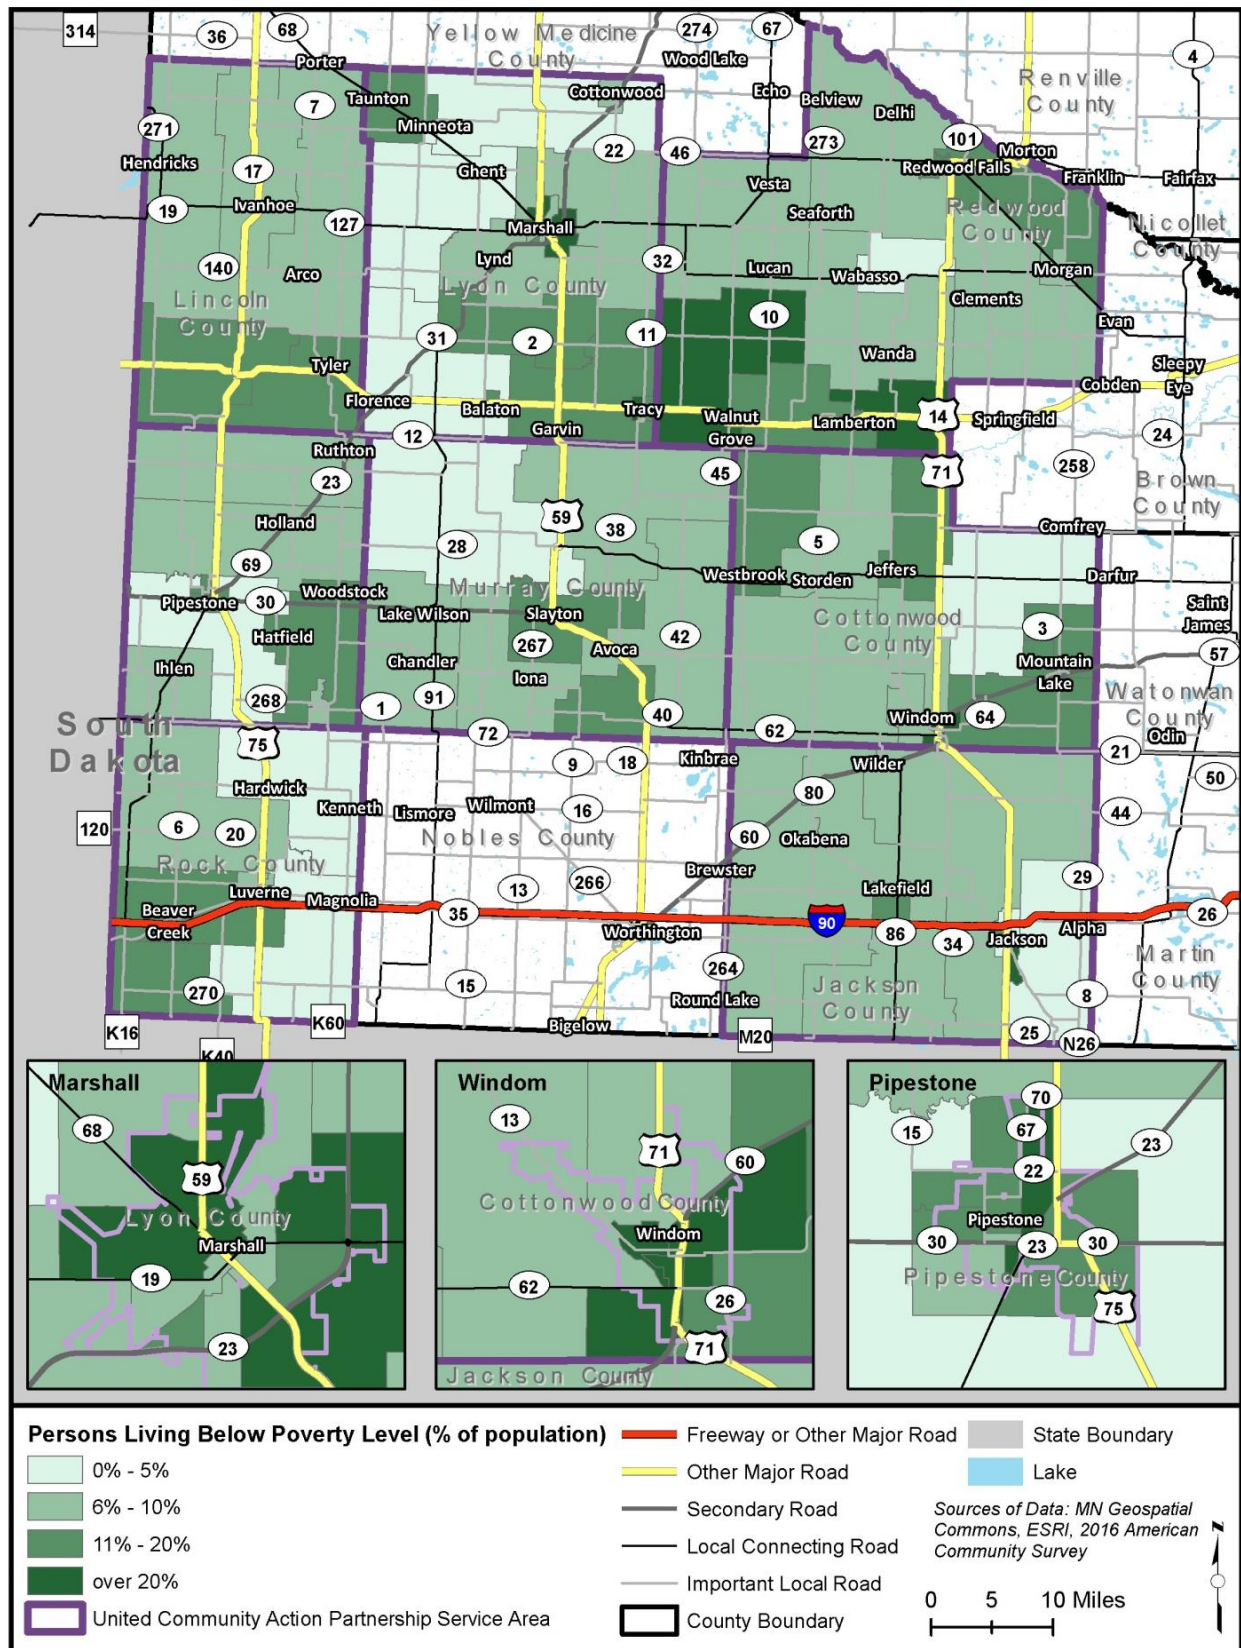 314
36
68
Yellow Medicine
County
274
67
Wood Lake
4
Porter
Renville
County
7
Taunton
Cottonwood
Echo
Belview
Delhi
271
Minneota
22
46
273
101
Morton
Hendricks
17
Ghent
Redwood Falls
Franklin
Fairfax
Vesta
19
Ivanhoe
127
Marshall
Seaforth
Redwood
County
Nicollet
County
140
Arco
Lynd
32
Lucan
Wabasso
Morgan
Lincoln
County
Lyon County
Clements
10
31
2
11
Evan
Tyler
Wanda
Sleepy
Eye
Florence
Balaton
Tracy
Walnut
Grove
Lamberton
14
Springfield
Cobden
12
Garvin
24
Ruthton
23
45
71
258
Brown
County
Holland
59
38
5
Comfrey
69
28
Murray County
Westbrook
Storden
Jeffers
Darfur
Pipestone
30
Woodstock
Lake Wilson
Slayton
Cottonwood
County
Saint
James
Hatfield
267
42
3
Ihlen
Chandler
Avoca
Mountain
Lake
57
Iona
268
1
91
Windom
64
Watonwan
County
South
Dakota
75
72
40
62
Odin
21
Hardwick
9
18
Kinbrae
Wilder
50
Kenneth
Lismore
Wilmont
16
80
44
120
6
20
Nobles County
60
Okabena
Rock County
13
266
Brewster
29
Luverne
Magnolia
Lakefield
Beaver
Creek
35
Worthington
90
86
34
Jackson
Alpha
26
264
Martin
County
270
15
Round Lake
Jackson
County
8
K16
K60
Bigelow
M20
25
N26
K40
Marshall
68
59
Lyon County
Marshall
19
23
Windom
13
71
60
Cottonwood County
Windom
62
26
71
Jackson County
Pipestone
70
15
67
23
22
Pipestone
30
23
30
Pipestone County
75
Persons Living Below Poverty Level (% of population)
0% - 5%
6% - 10%
11% - 20%
over 20%
United Community Action Partnership Service Area
Freeway or Other Major Road
Other Major Road
Secondary Road
Local Connecting Road
Important Local Road
County Boundary
State Boundary
Lake
Sources of Data: MN Geospatial
Commons, ESRI, 2016 American
Community Survey
N
0 5 10 Miles